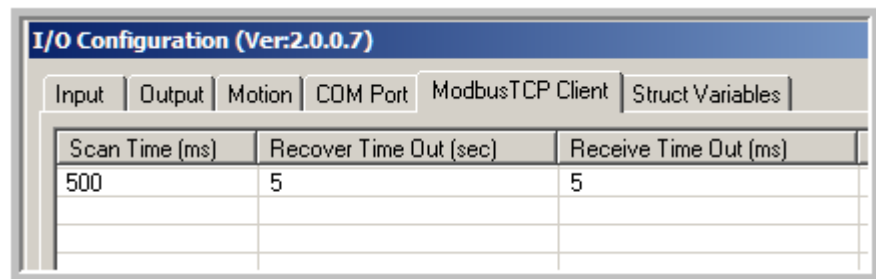 I/O Configuration (Ver:2.0.0.7)
Input Output Motion COM Port ModbusTCP Client Struct Variables
Scan Time (ms) Recover Time Out (sec) Receive Time Out (ms)
500 5 5